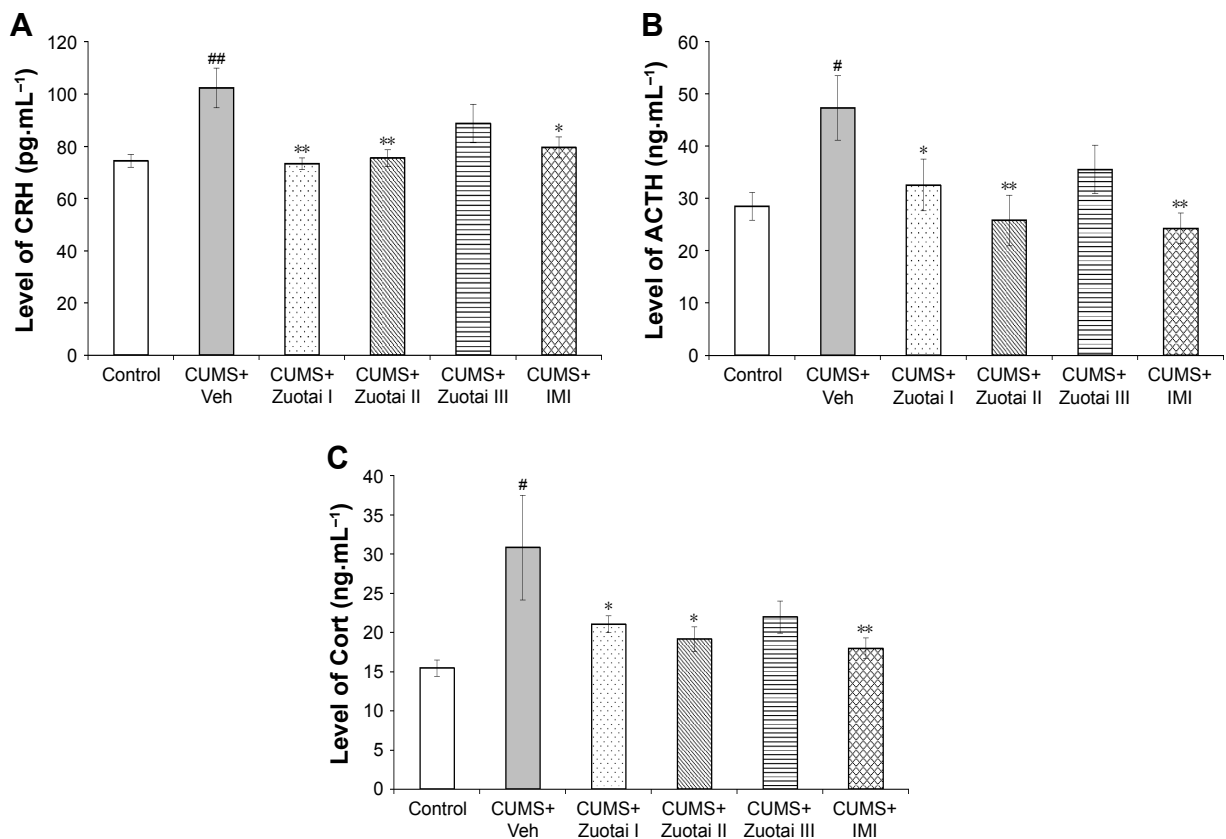 A
Level of CRH (pg·mL⁻¹)
120
100
80
60
40
20
0
##
**
**
*
Control
CUMS+
Veh
CUMS+
Zuotai I
CUMS+
Zuotai II
CUMS+
Zuotai III
CUMS+
IMI
B
Level of ACTH (ng·mL⁻¹)
60
50
40
30
20
10
0
#
*
**
**
Control
CUMS+
Veh
CUMS+
Zuotai I
CUMS+
Zuotai II
CUMS+
Zuotai III
CUMS+
IMI
C
Level of Cort (ng·mL⁻¹)
40
35
30
25
20
15
10
5
0
#
*
*
**
Control
CUMS+
Veh
CUMS+
Zuotai I
CUMS+
Zuotai II
CUMS+
Zuotai III
CUMS+
IMI